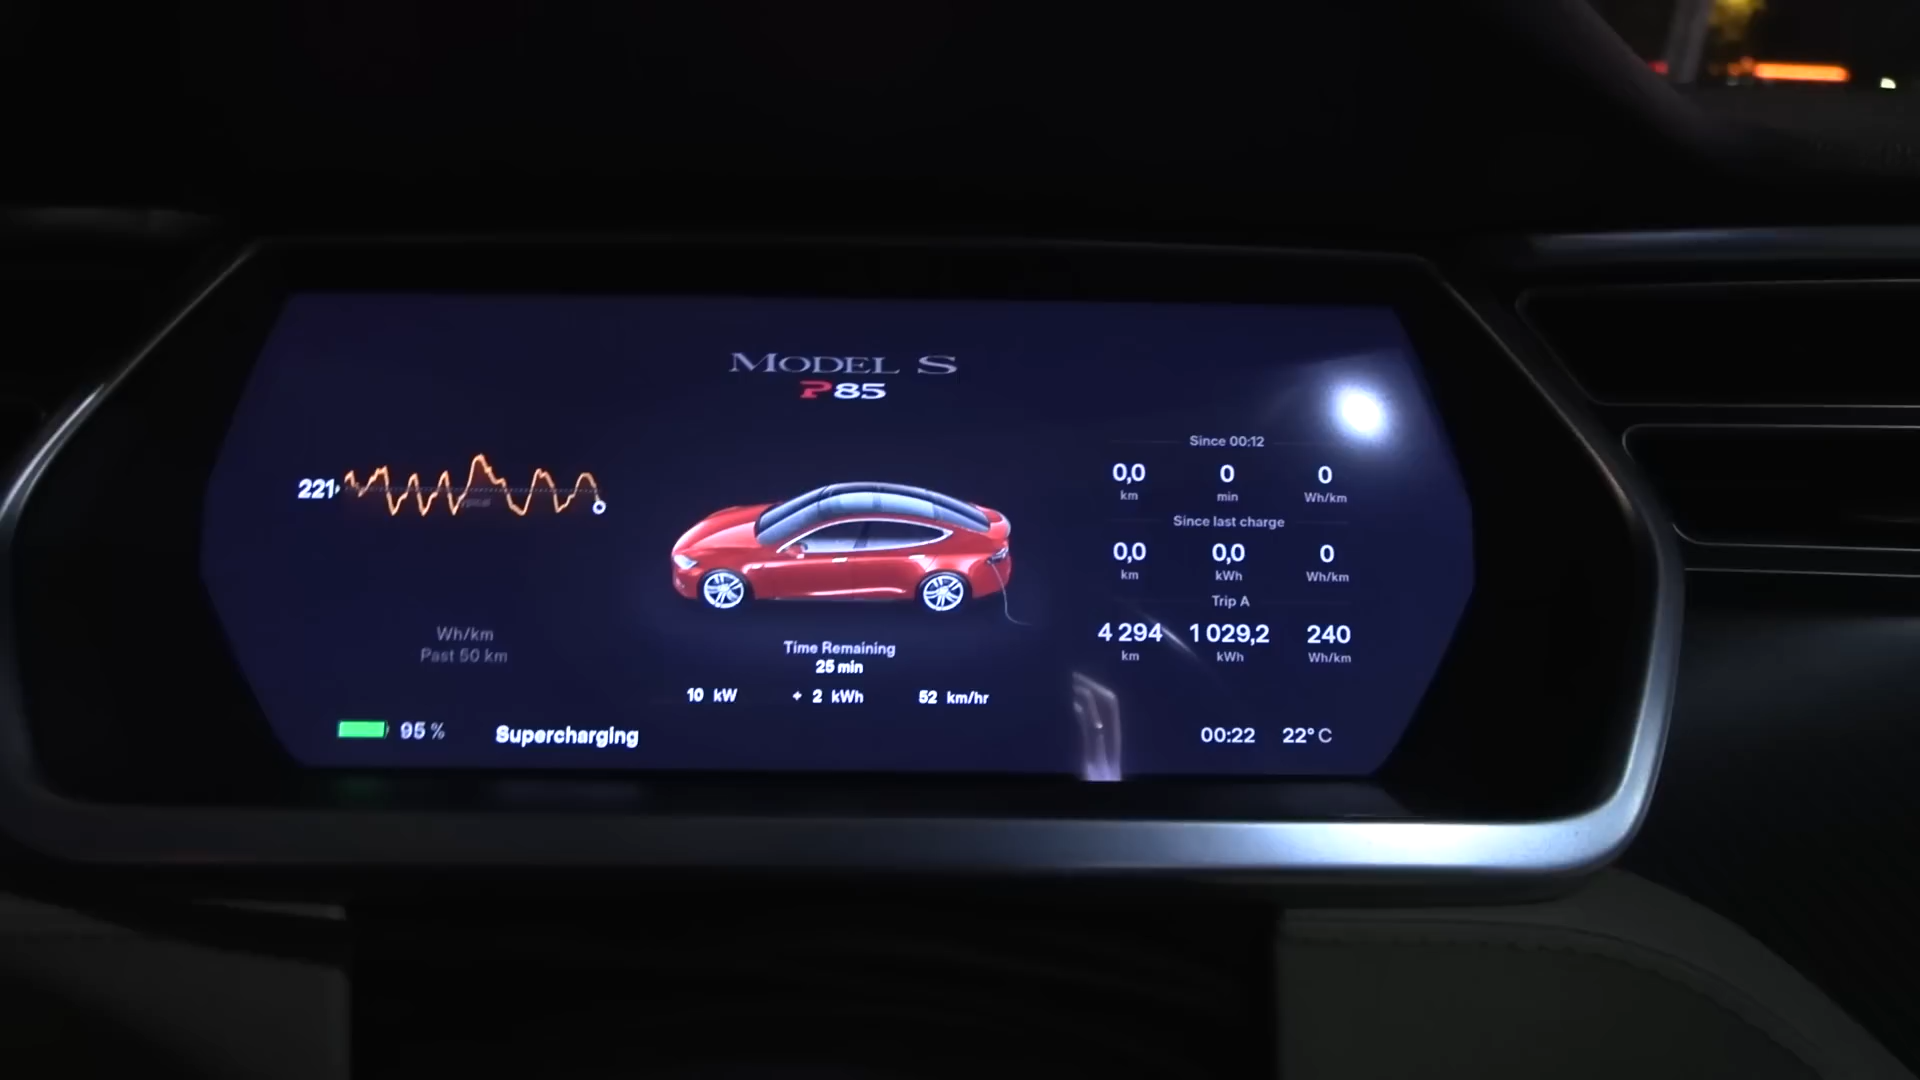 MODEL S
P85
221
Wh/km
Past 50 km
95 %
Supercharging
Time Remaining
25 min
10 kW + 2 kWh 52 km/hr
Since 00:12
0,0 0 0
km min Wh/km
Since last charge
0,0 0,0 0
km kWh Wh/km
Trip A
4 294 1 029,2 240
km kWh Wh/km
00:22 22° C